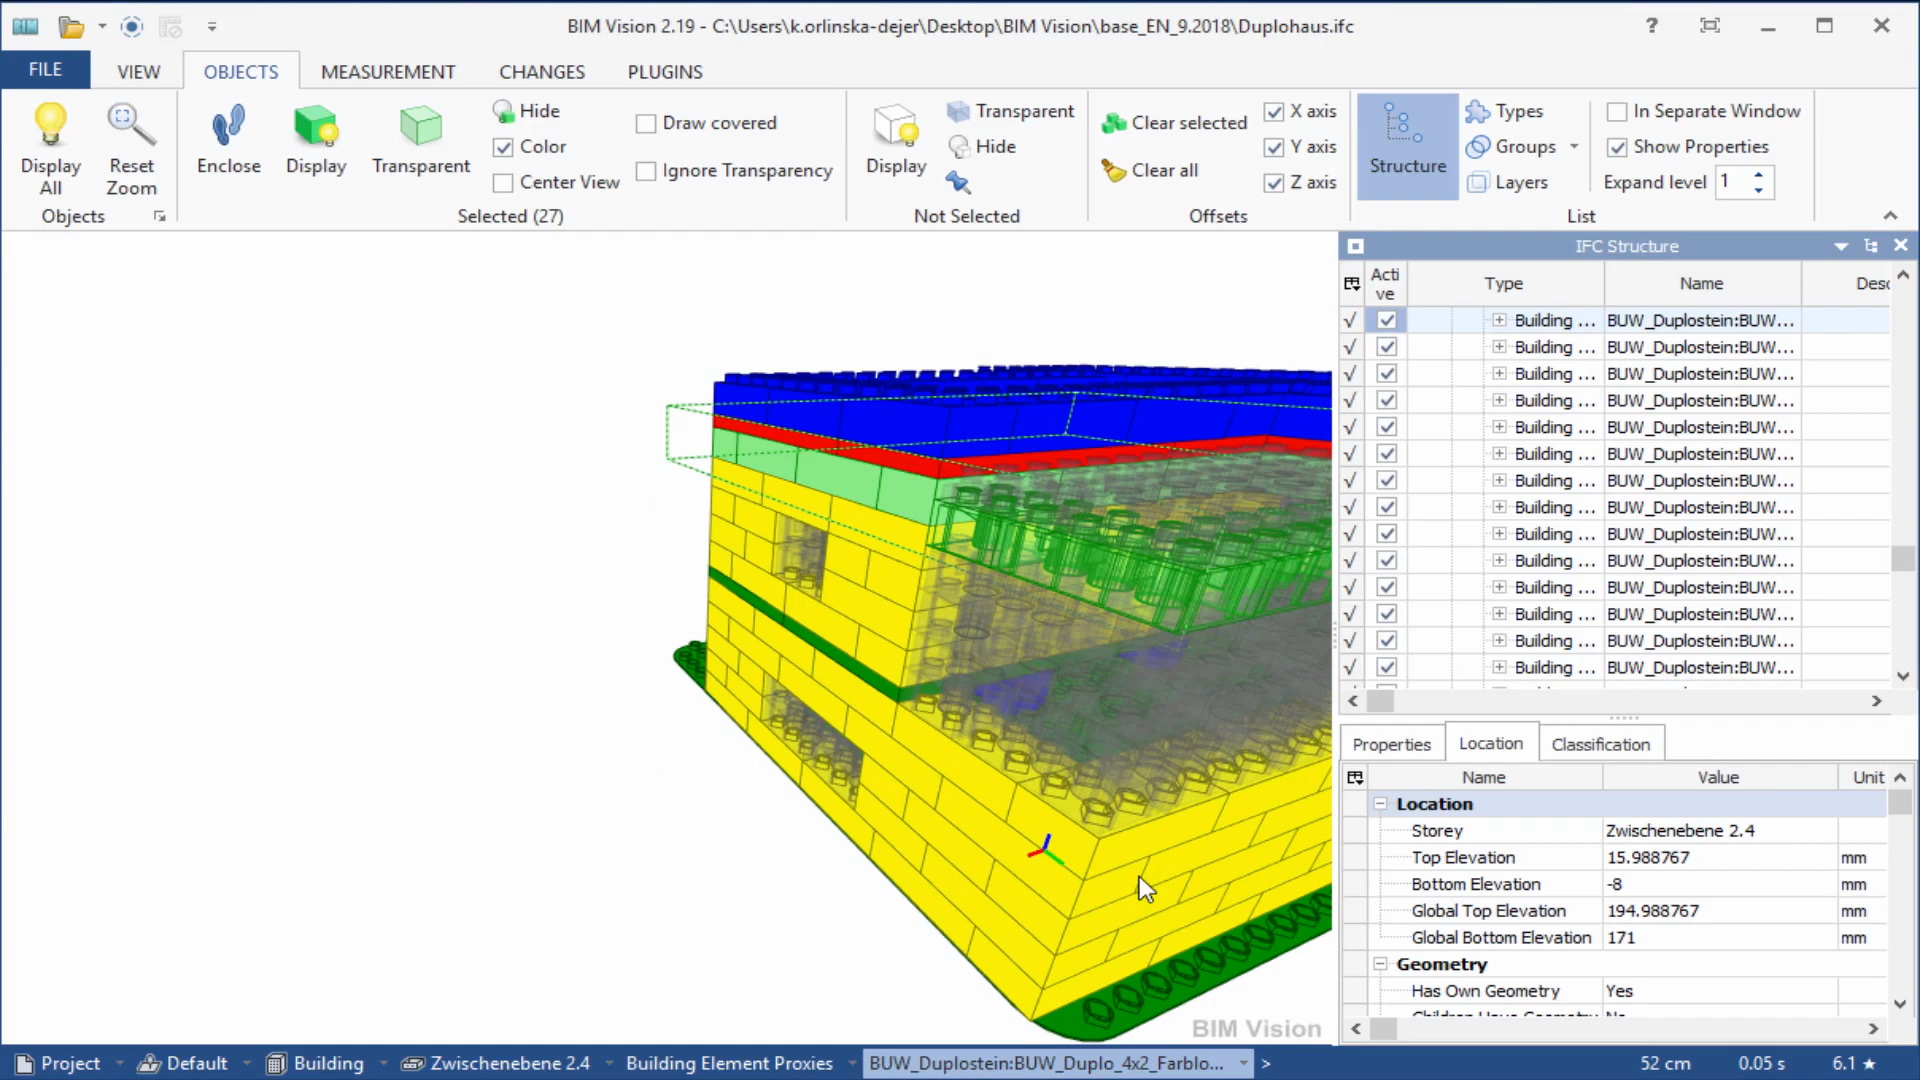 BIM Vision 2.19 - C:\Users\k.orlinska-dejer\Desktop\BIM Vision\base_EN_9.2018\Duplohaus.ifc
?
FILE VIEW OBJECTS MEASUREMENT CHANGES PLUGINS
Display All
Reset Zoom
Objects
Enclose
Display
Transparent
Hide
Color
Center View
Draw covered
Ignore Transparency
Selected (27)
Display
Transparent
Hide
Not Selected
Clear selected
Clear all
X axis
Y axis
Z axis
Offsets
Structure
Types
Groups
Layers
In Separate Window
Show Properties
Expand level 1
List
IFC Structure
Acti
ve
Type Name Desc
Building ... BUW_Duplostein:BUW...
Building ... BUW_Duplostein:BUW...
Building ... BUW_Duplostein:BUW...
Building ... BUW_Duplostein:BUW...
Building ... BUW_Duplostein:BUW...
Building ... BUW_Duplostein:BUW...
Building ... BUW_Duplostein:BUW...
Building ... BUW_Duplostein:BUW...
Building ... BUW_Duplostein:BUW...
Building ... BUW_Duplostein:BUW...
Building ... BUW_Duplostein:BUW...
Building ... BUW_Duplostein:BUW...
Building ... BUW_Duplostein:BUW...
Building ... BUW_Duplostein:BUW...
Properties Location Classification
Name Value Unit
Location
Storey Zwischenebene 2.4
Top Elevation 15.988767 mm
Bottom Elevation -8 mm
Global Top Elevation 194.988767 mm
Global Bottom Elevation 171 mm
Geometry
Has Own Geometry Yes
BIM Vision
Project Default Building Zwischenebene 2.4 Building Element Proxies BUW_Duplostein:BUW_Duplo_4x2_Farblo... > 52 cm 0.05 s 6.1